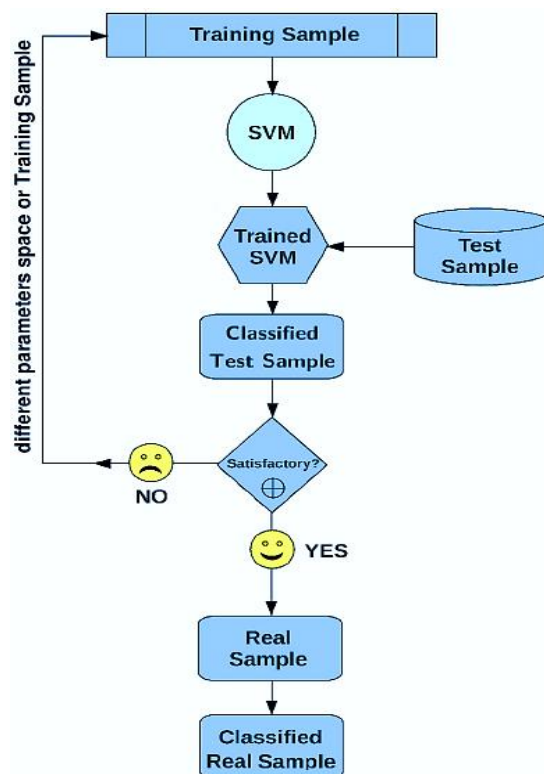 Training Sample
SVM
Trained
SVM
Test
Sample
Classified
Test Sample
Satisfactory?
NO
YES
Real
Sample
Classified
Real Sample
different parameters space or Training Sample